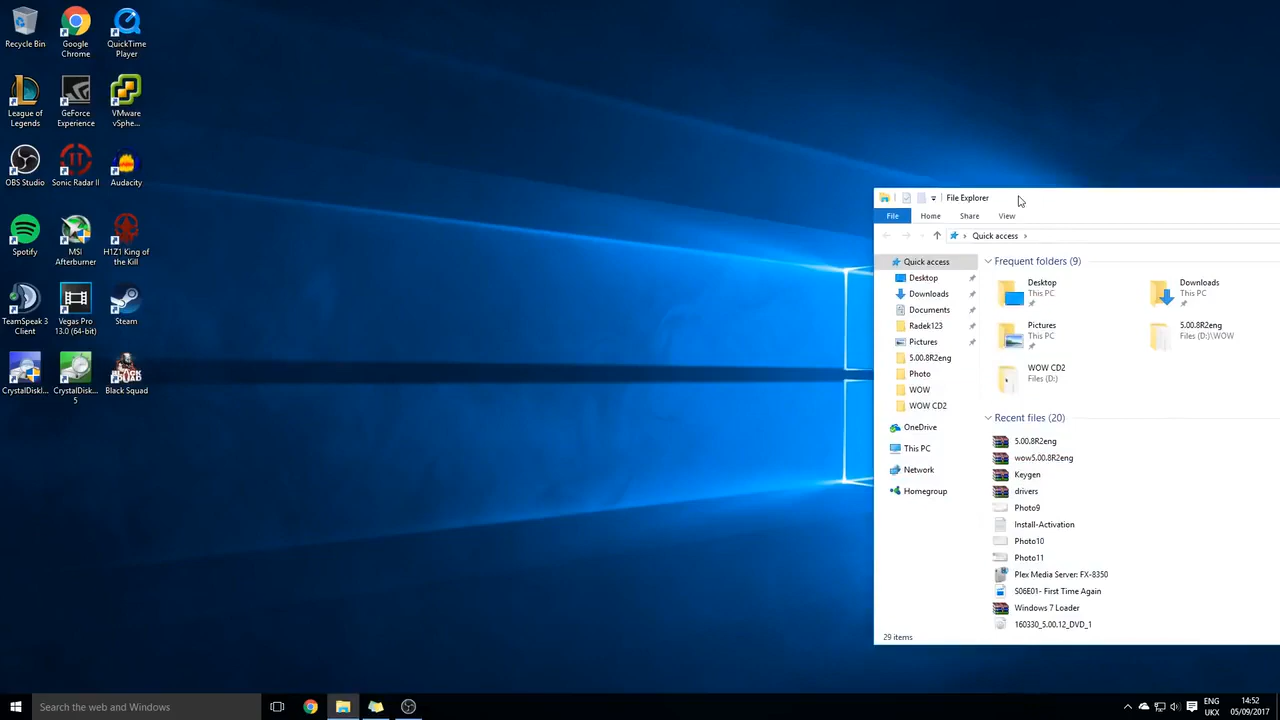 Recycle Bin
Google Chrome
QuickTime Player
League of Legends
GeForce Experience
VMware vSphe...
OBS Studio
Sonic Radar II
Audacity
Spotify
MSI Afterburner
H1Z1 King of the Kill
TeamSpeak 3 Client
Vegas Pro 13.0 (64-bit)
Steam
CrystalDiskI...
CrystalDisk... 5
Black Squad
File Explorer
File Home Share View
Quick access
Quick access
Desktop
Downloads
Documents
Radek123
Pictures
5.00.8R2eng
Photo
WOW
WOW CD2
OneDrive
This PC
Network
Homegroup
Frequent folders (9)
Desktop
This PC
Downloads
This PC
Pictures
This PC
5.00.8R2eng
Files (D:)\WOW
WOW CD2
Files (D:)
Recent files (20)
5.00.8R2eng
wow5.00.8R2eng
Keygen
drivers
Photo9
Install-Activation
Photo10
Photo11
Plex Media Server: FX-8350
S06E01- First Time Again
Windows 7 Loader
160330_5.00.12_DVD_1
29 items
Search the web and Windows
ENG
UKX
14:52
05/09/2017